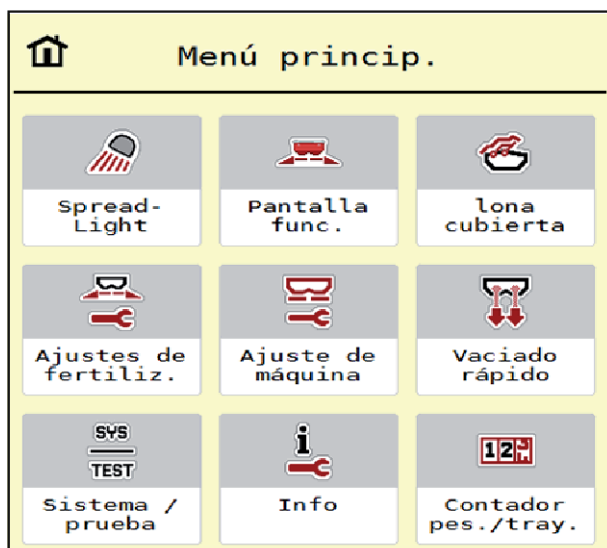 Menú princip.
Spread-
Light
Pantalla
func.
lona
cubierta
Ajustes de
fertiliz.
Ajuste de
máquina
Vaciado
rápido
SYS
TEST
Sistema /
prueba
i
Info
12
Contador
pes./tray.